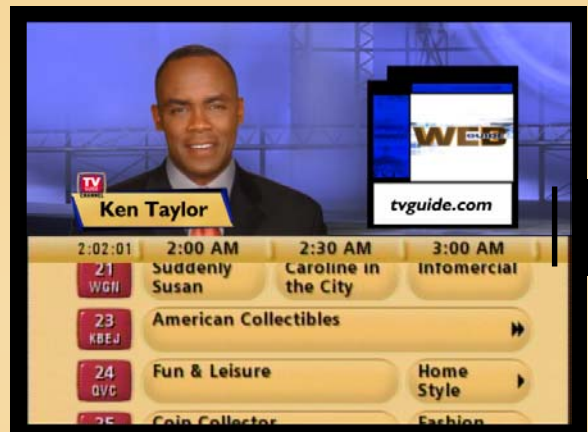 WEB
GUIDE
TV
GUIDE
CHANNEL
Ken Taylor
tvguide.com
2:02:01 2:00 AM 2:30 AM 3:00 AM
21 Suddenly Caroline in Infomercial
WGN Susan the City
23 American Collectibles
KBEJ
24 Fun & Leisure Home
QVC Style
25 Coin Collector Fashion